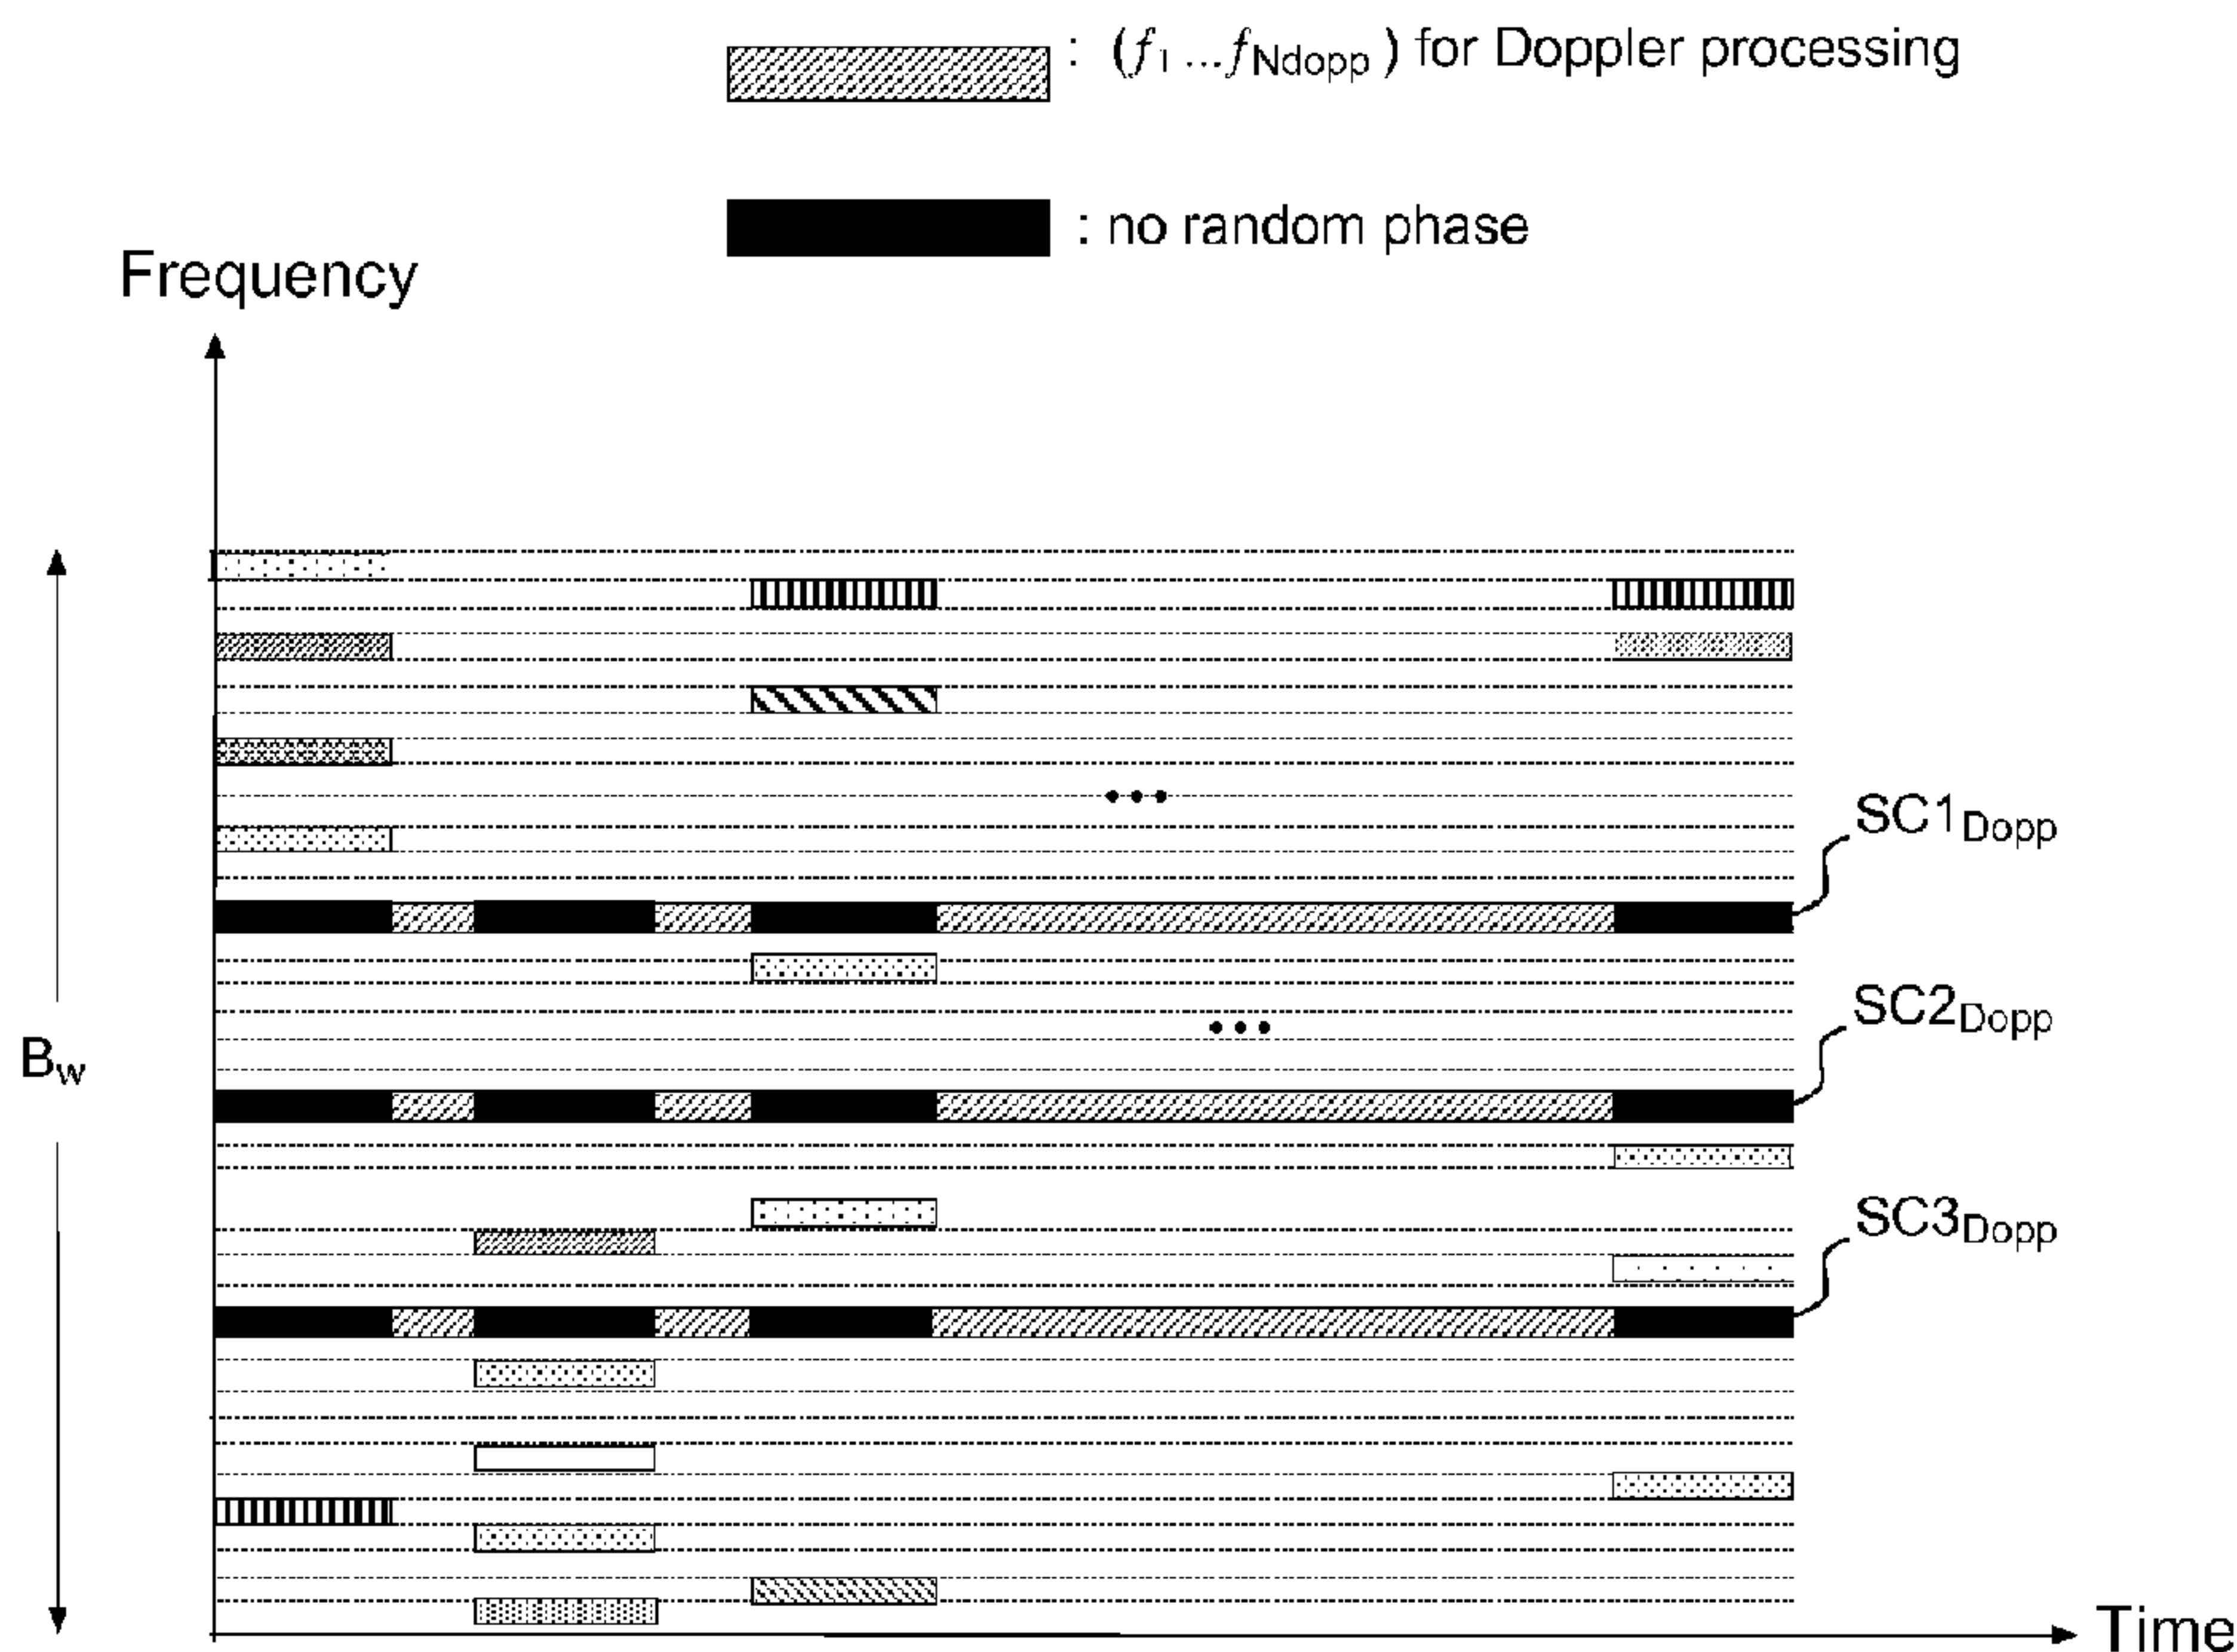 : (f1 ...fNdopp ) for Doppler processing
: no random phase
Frequency
SC1Dopp
SC2Dopp
Bw
SC3Dopp
Time